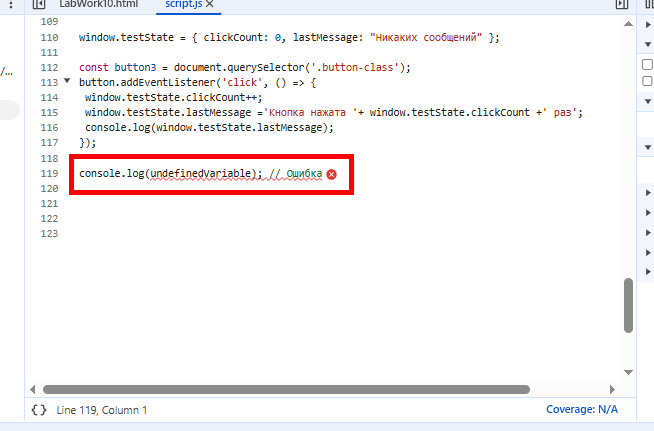 LabWork10.html script.js
109
110 window.testState = { clickCount: 0, lastMessage: "Никаких сообщений" };
111
112 const button3 = document.querySelector('.button-class');
113 button.addEventListener('click', () => {
114 window.testState.clickCount++;
115 window.testState.lastMessage ='Кнопка нажата '+ window.testState.clickCount +' раз';
116 console.log(window.testState.lastMessage);
117 });
118
119 console.log(undefinedVariable); // Ошибка
120
121
122
123
/...
{} Line 119, Column 1 Coverage: N/A